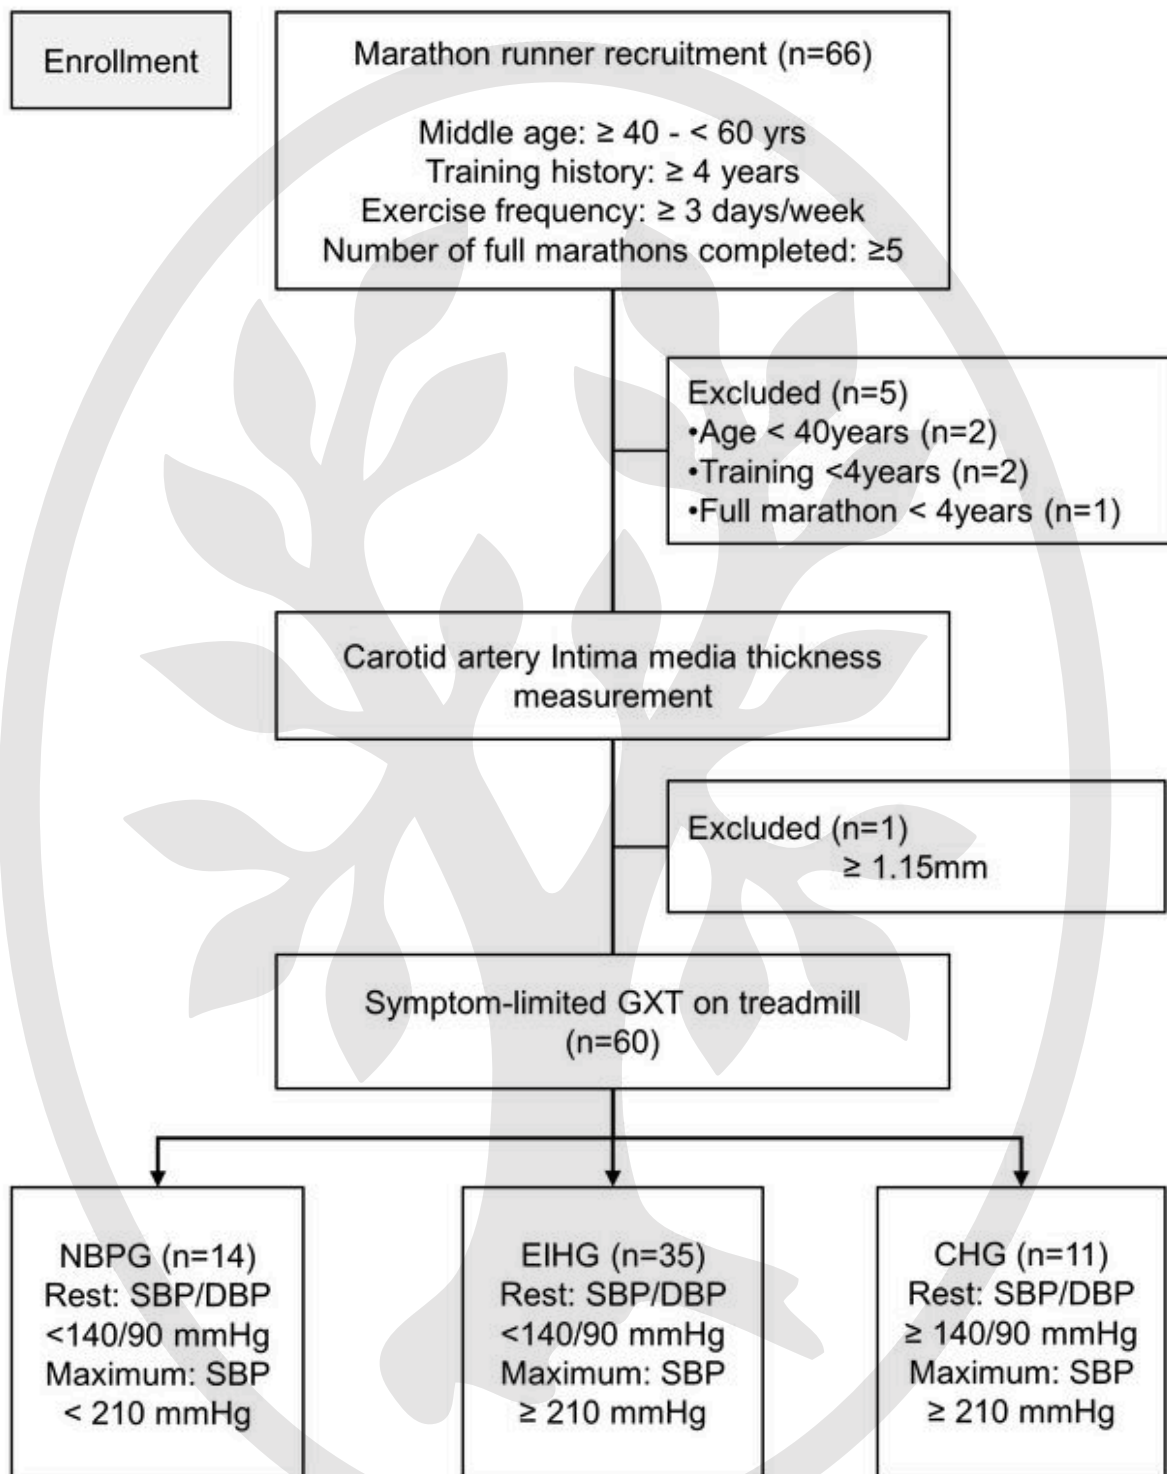 Enrollment
Marathon runner recruitment (n=66)
Middle age: ≥ 40 - < 60 yrs
Training history: ≥ 4 years
Exercise frequency: ≥ 3 days/week
Number of full marathons completed: ≥5
Excluded (n=5)
•Age < 40years (n=2)
•Training <4years (n=2)
•Full marathon < 4years (n=1)
Carotid artery Intima media thickness
measurement
Excluded (n=1)
≥ 1.15mm
Symptom-limited GXT on treadmill
(n=60)
NBPG (n=14)
Rest: SBP/DBP
<140/90 mmHg
Maximum: SBP
< 210 mmHg
EIHG (n=35)
Rest: SBP/DBP
<140/90 mmHg
Maximum: SBP
≥ 210 mmHg
CHG (n=11)
Rest: SBP/DBP
≥ 140/90 mmHg
Maximum: SBP
≥ 210 mmHg